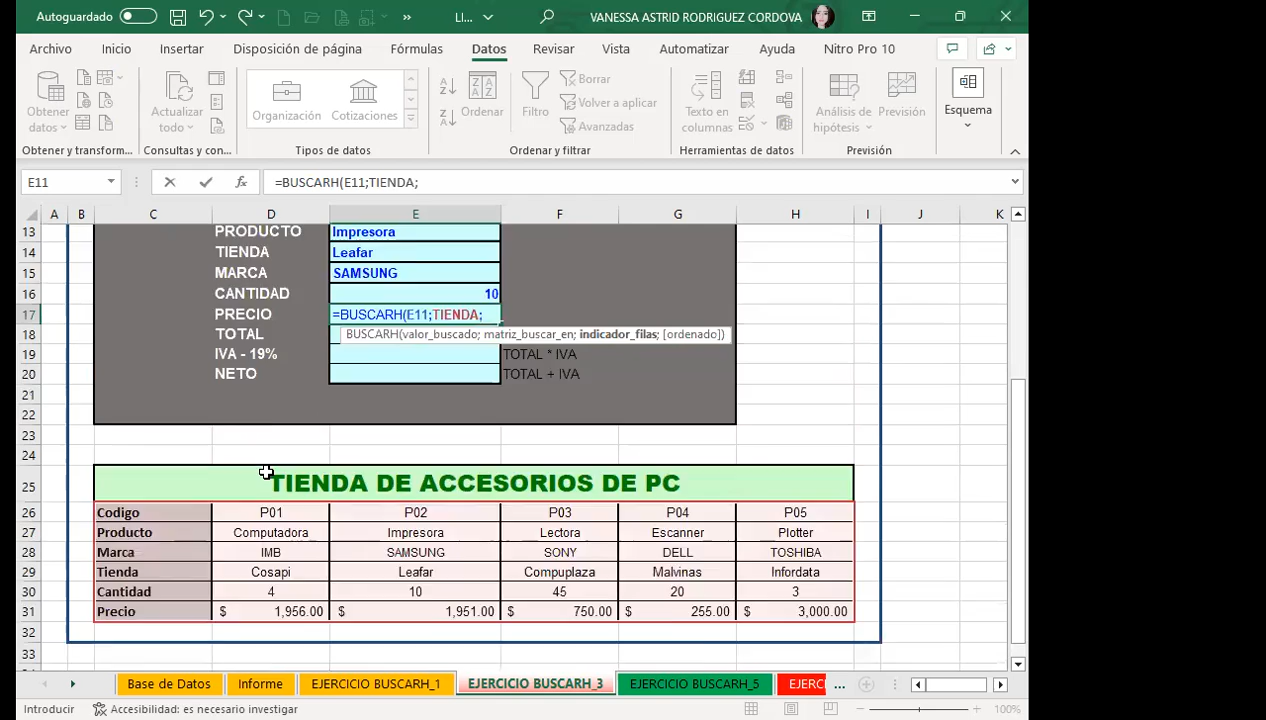 Autoguardado
»
LI...
VANESSA ASTRID RODRIGUEZ CORDOVA
Archivo Inicio Insertar Disposición de página Fórmulas Datos Revisar Vista Automatizar Ayuda Nitro Pro 10
Obtener datos
Actualizar todo
Organización
Cotizaciones
Ordenar
Filtro
Borrar
Volver a aplicar
Avanzadas
Texto en columnas
Análisis de hipótesis
Previsión
Esquema
Obtener y transform... Consultas y con... Tipos de datos Ordenar y filtrar Herramientas de datos Previsión
E11 fx =BUSCARH(E11;TIENDA;
A B C D E F G H I J K
13 PRODUCTO Impresora
14 TIENDA Leafar
15 MARCA SAMSUNG
16 CANTIDAD 10
17 PRECIO =BUSCARH(E11;TIENDA;
18 TOTAL BUSCARH(valor_buscado; matriz_buscar_en; indicador_filas; [ordenado])
19 IVA - 19% TOTAL * IVA
20 NETO TOTAL + IVA
21
22
23
24
25 TIENDA DE ACCESORIOS DE PC
26 Codigo P01 P02 P03 P04 P05
27 Producto Computadora Impresora Lectora Escanner Plotter
28 Marca IMB SAMSUNG SONY DELL TOSHIBA
29 Tienda Cosapi Leafar Compuplaza Malvinas Infordata
30 Cantidad 4 10 45 20 3
31 Precio $ 1,956.00 $ 1,951.00 $ 750.00 $ 255.00 $ 3,000.00
32
33
Base de Datos Informe EJERCICIO BUSCARH_1 EJERCICIO BUSCARH_3 EJERCICIO BUSCARH_5 EJERC ...
Introducir Accesibilidad: es necesario investigar 100%